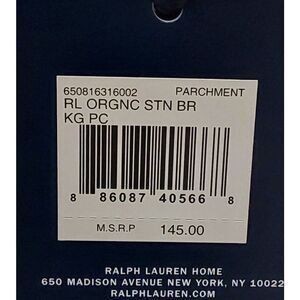 650816316002 PARCHMENT
RL ORGNC STN BR
KG PC
8 86087 40566 8
M.S.R.P 145.00
RALPH LAUREN HOME
650 MADISON AVENUE NEW YORK, NY 10022
RALPHLAUREN.COM